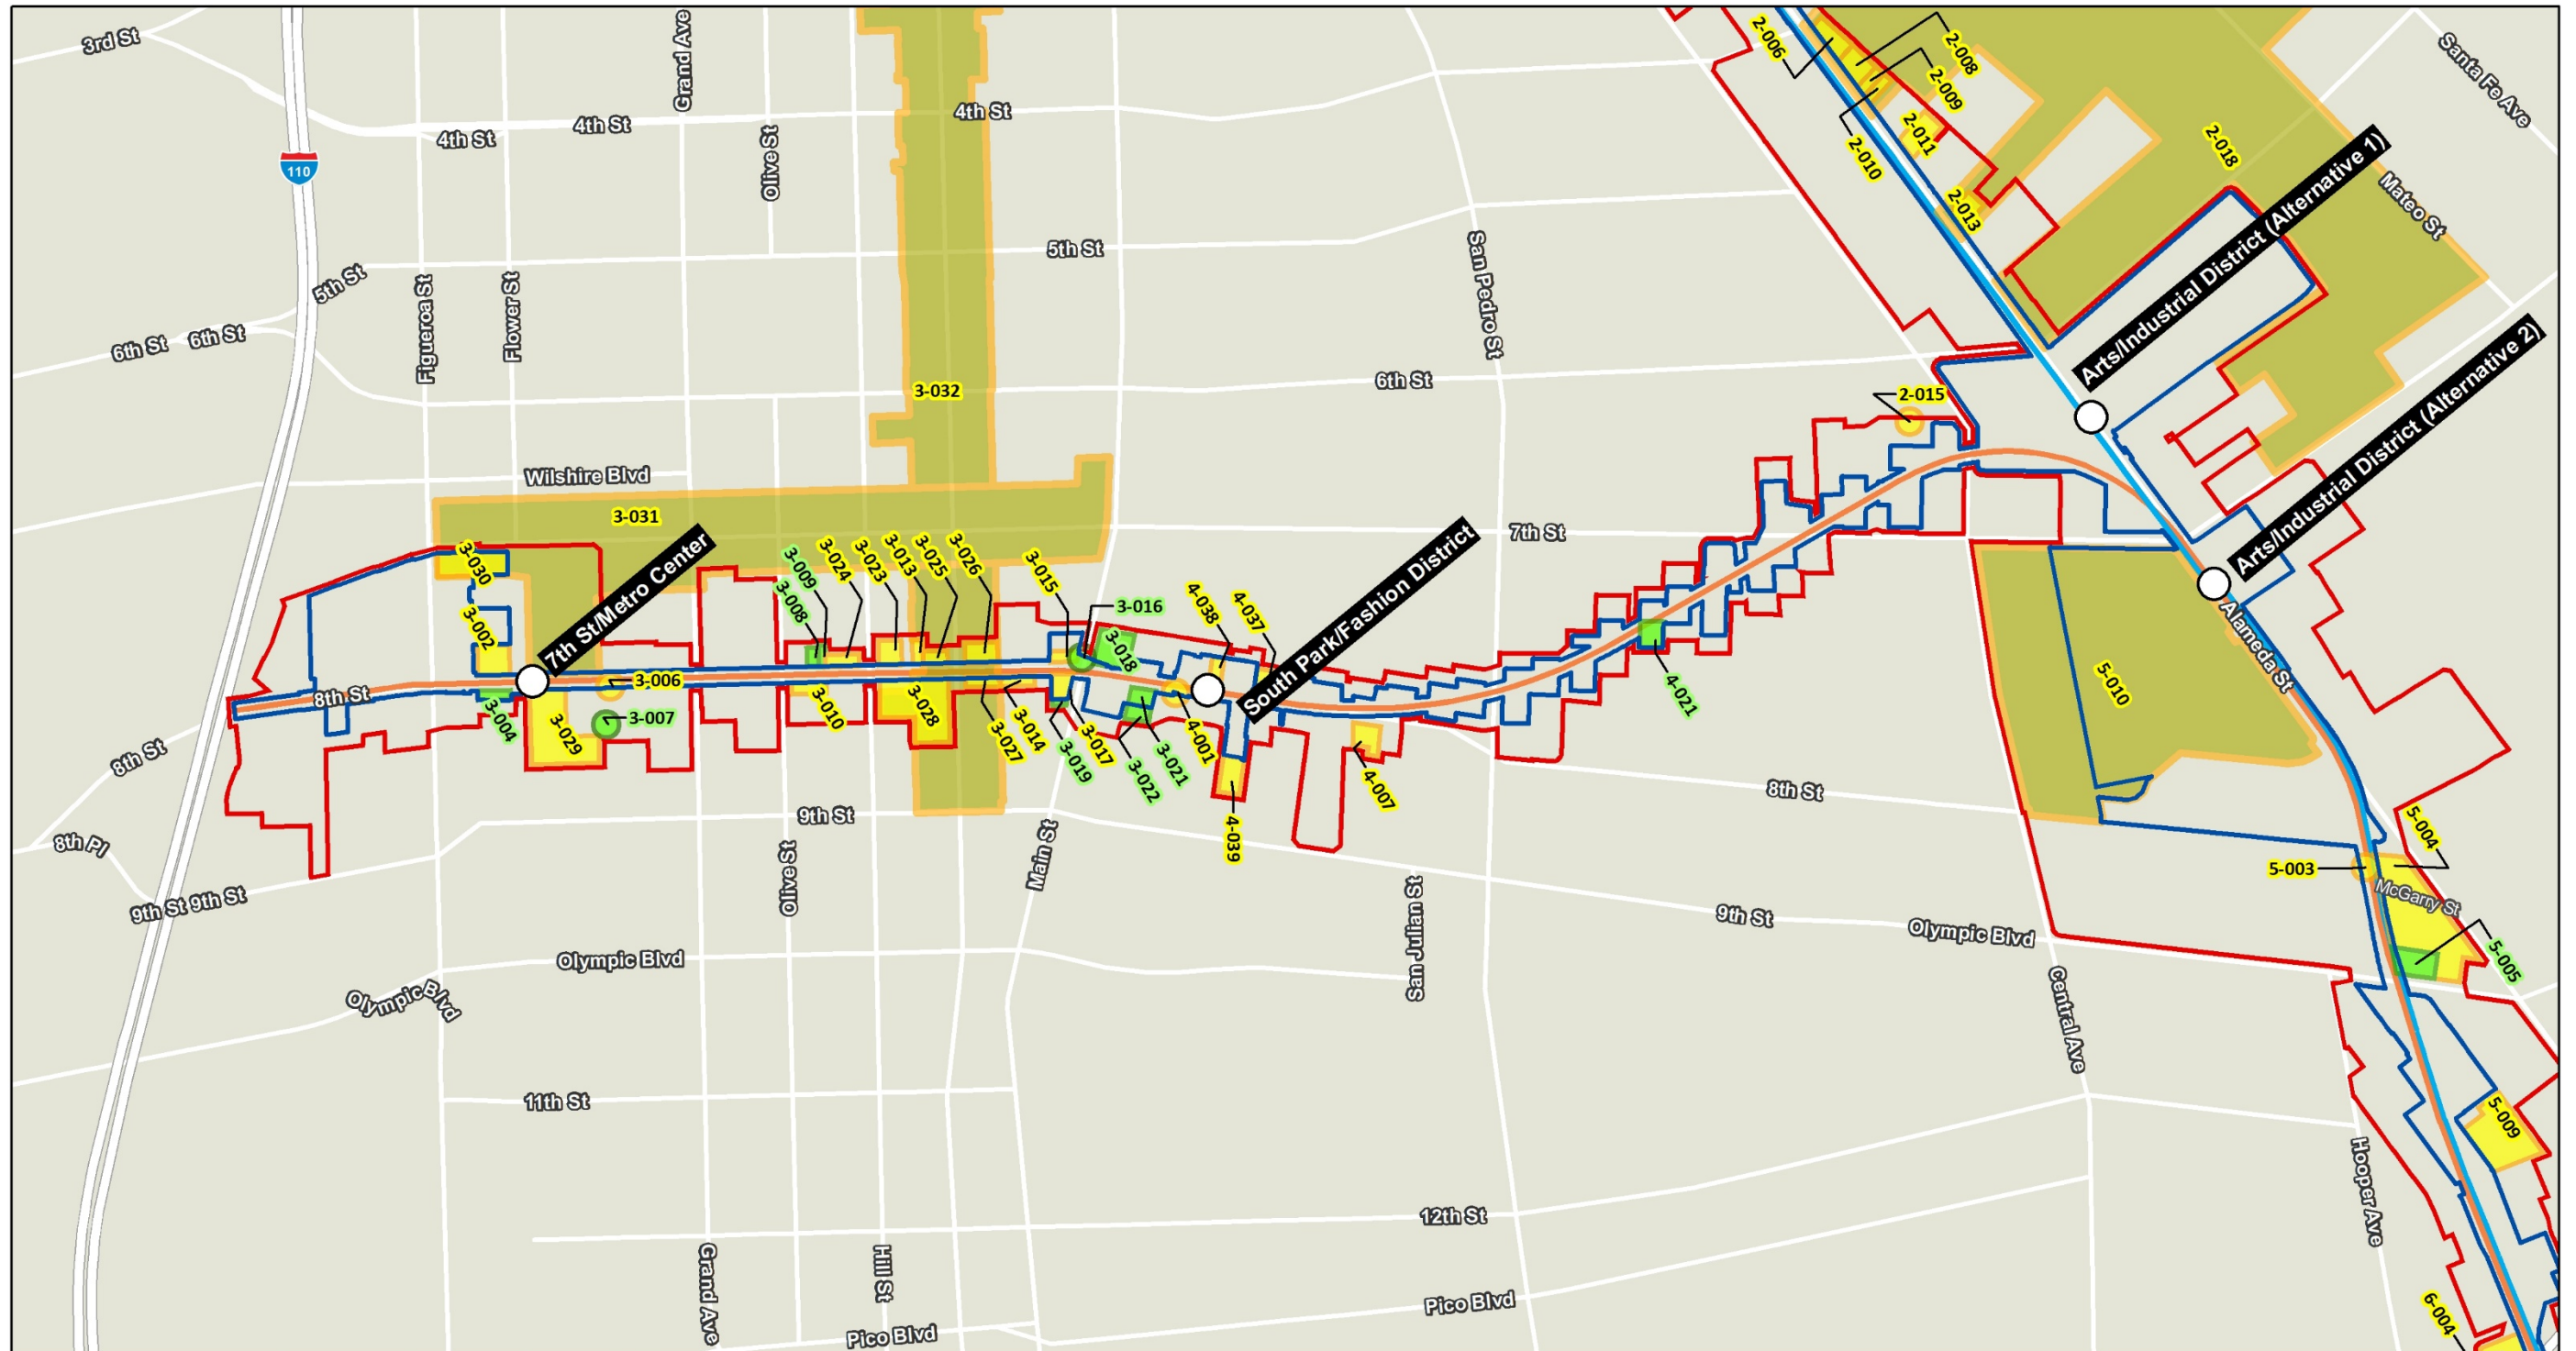 3rd St
Grand Ave
2-006
2-008
2-009
Santa Fe Ave
4th St
4th St
4th St
Olive St
2-011
2-010
2-018
110
Mateo St
2-013
Arts/Industrial District (Alternative 1)
5th St
5th St
Figueroa St
Flower St
San Pedro St
6th St
6th St
6th St
3-032
2-015
Arts/Industrial District (Alternative 2)
Wilshire Blvd
3-031
7th St
7th St/Metro Center
3-030
3-009
3-008
3-024
3-023
3-013
3-025
3-026
3-015
3-016
4-038
4-037
South Park/Fashion District
3-002
3-018
8th St
3-006
3-007
3-004
3-029
3-010
3-028
3-027
3-014
3-019
3-017
3-022
3-021
4-001
4-039
4-007
4-021
5-010
Alameda St
8th St
8th St
9th St
8th Pl
9th St
9th St
Olive St
Main St
San Julian St
9th St
Olympic Blvd
5-004
5-003
McGarry St
5-005
Olympic Blvd
Olympic Blvd
Central Ave
11th St
5-009
Hooper Ave
12th St
Grand Ave
Hill St
Pico Blvd
Pico Blvd
6-004